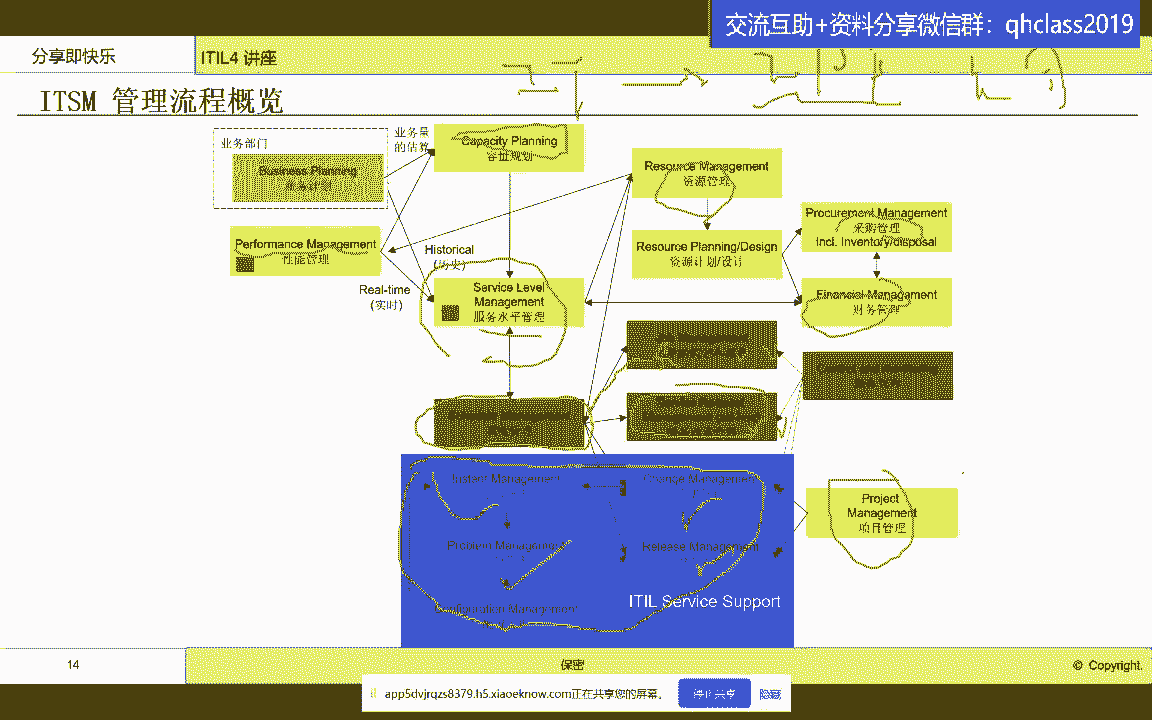 交流互助+资料分享微信群：qhclass2019
分享即快乐
ITIL4 讲座
ITSM 管理流程概览
业务部门
业务量
的估算
Capacity Planning
容量规划
Business Planning
业务计划
Resource Management
资源管理
Procurement Management
采购管理
incl. Inventory/disposal
Performance Management
性能管理
Historical
(历史)
Resource Planning/Design
资源计划/设计
Real-time
(实时)
Service Level
Management
服务水平管理
Financial Management
财务管理
Instant Management
Change Management
Problem Management
Release Management
Configuration Management
Project
Management
项目管理
ITIL Service Support
14
保密
© Copyright.
app5dvjrqzs8379.h5.xiaoeknow.com正在共享您的屏幕。
停止共享
隐藏